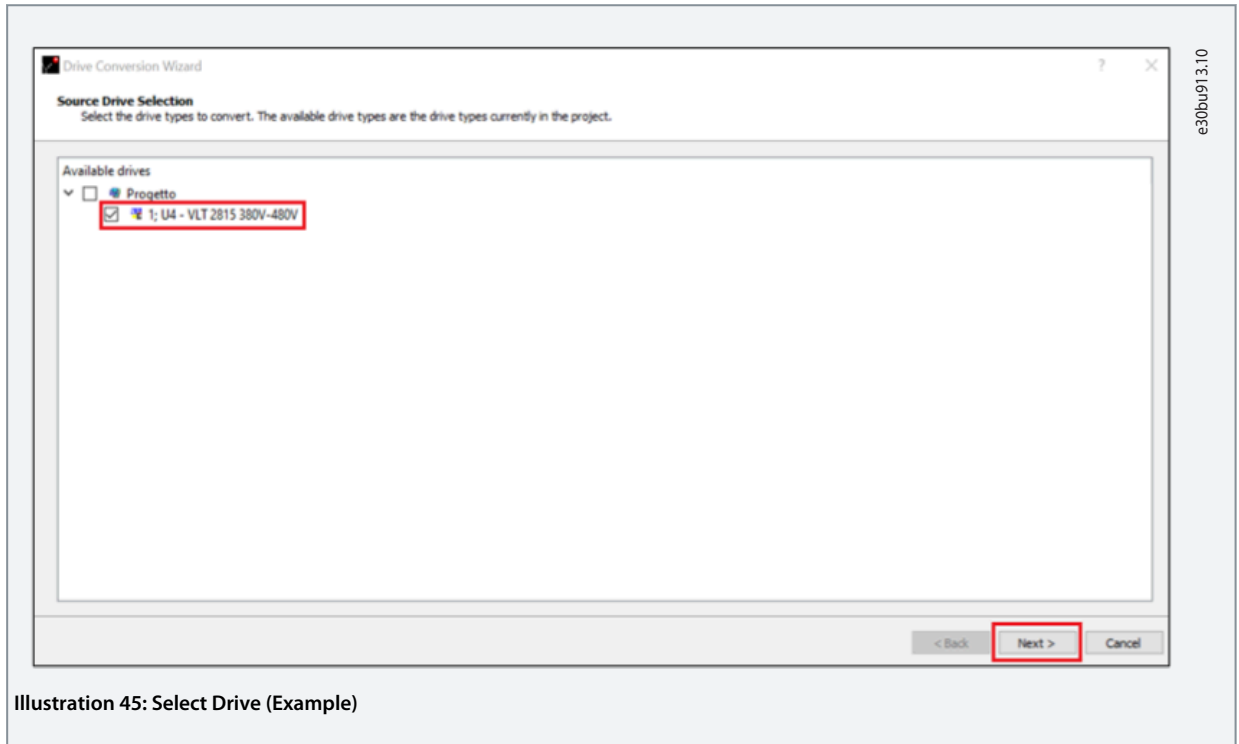 Drive Conversion Wizard
?
Source Drive Selection
Select the drive types to convert. The available drive types are the drive types currently in the project.
Available drives
Progetto
1; U4 - VLT 2815 380V-480V
< Back Next > Cancel
e30bu913.10
Illustration 45: Select Drive (Example)